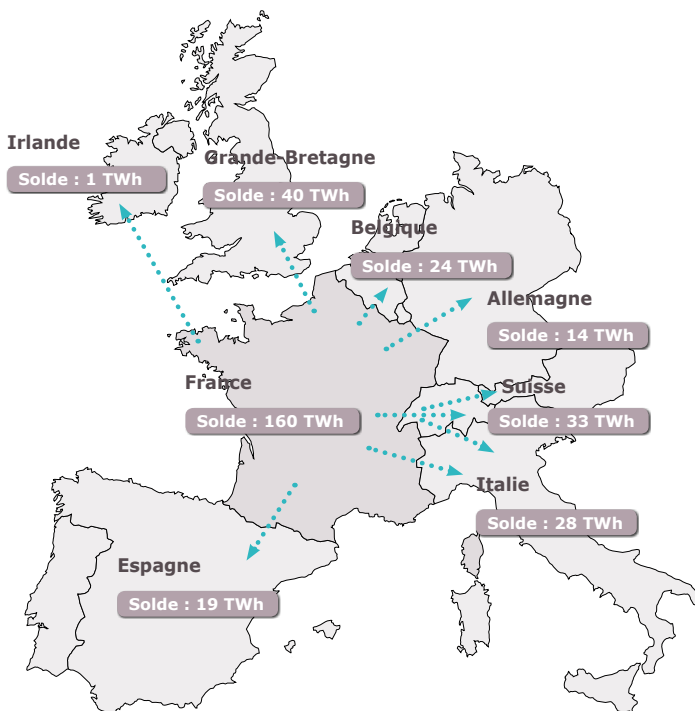 Irlande
Solde : 1 TWh
Grande-Bretagne
Solde : 40 TWh
Belgique
Solde : 24 TWh
Allemagne
Solde : 14 TWh
France
Solde : 160 TWh
Suisse
Solde : 33 TWh
Italie
Solde : 28 TWh
Espagne
Solde : 19 TWh